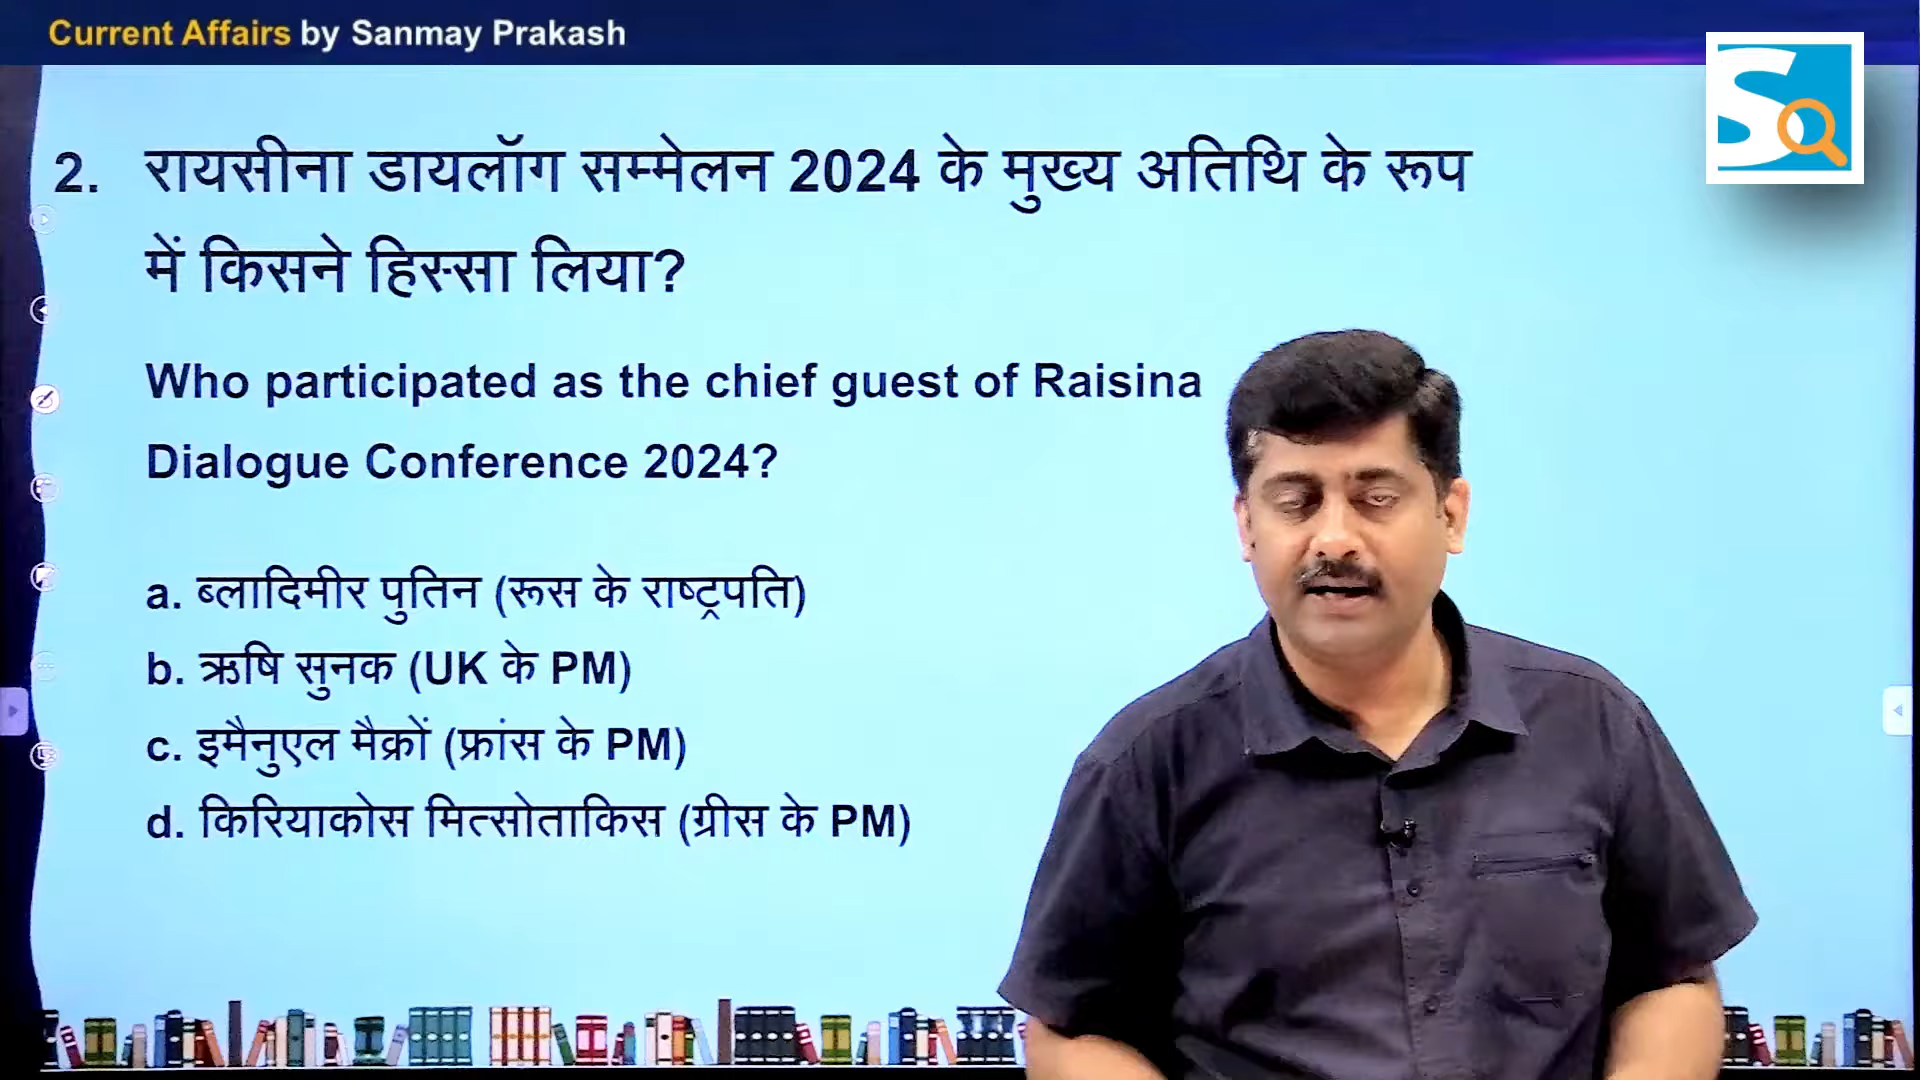 Current Affairs by Sanmay Prakash
SQ
2. रायसीना डायलॉग सम्मेलन 2024 के मुख्य अतिथि के रूप
में किसने हिस्सा लिया?
Who participated as the chief guest of Raisina
Dialogue Conference 2024?
a. ब्लादिमीर पुतिन (रूस के राष्ट्रपति)
b. ऋषि सुनक (UK के PM)
c. इमैनुएल मैक्रों (फ्रांस के PM)
d. किरियाकोस मित्सोताकिस (ग्रीस के PM)